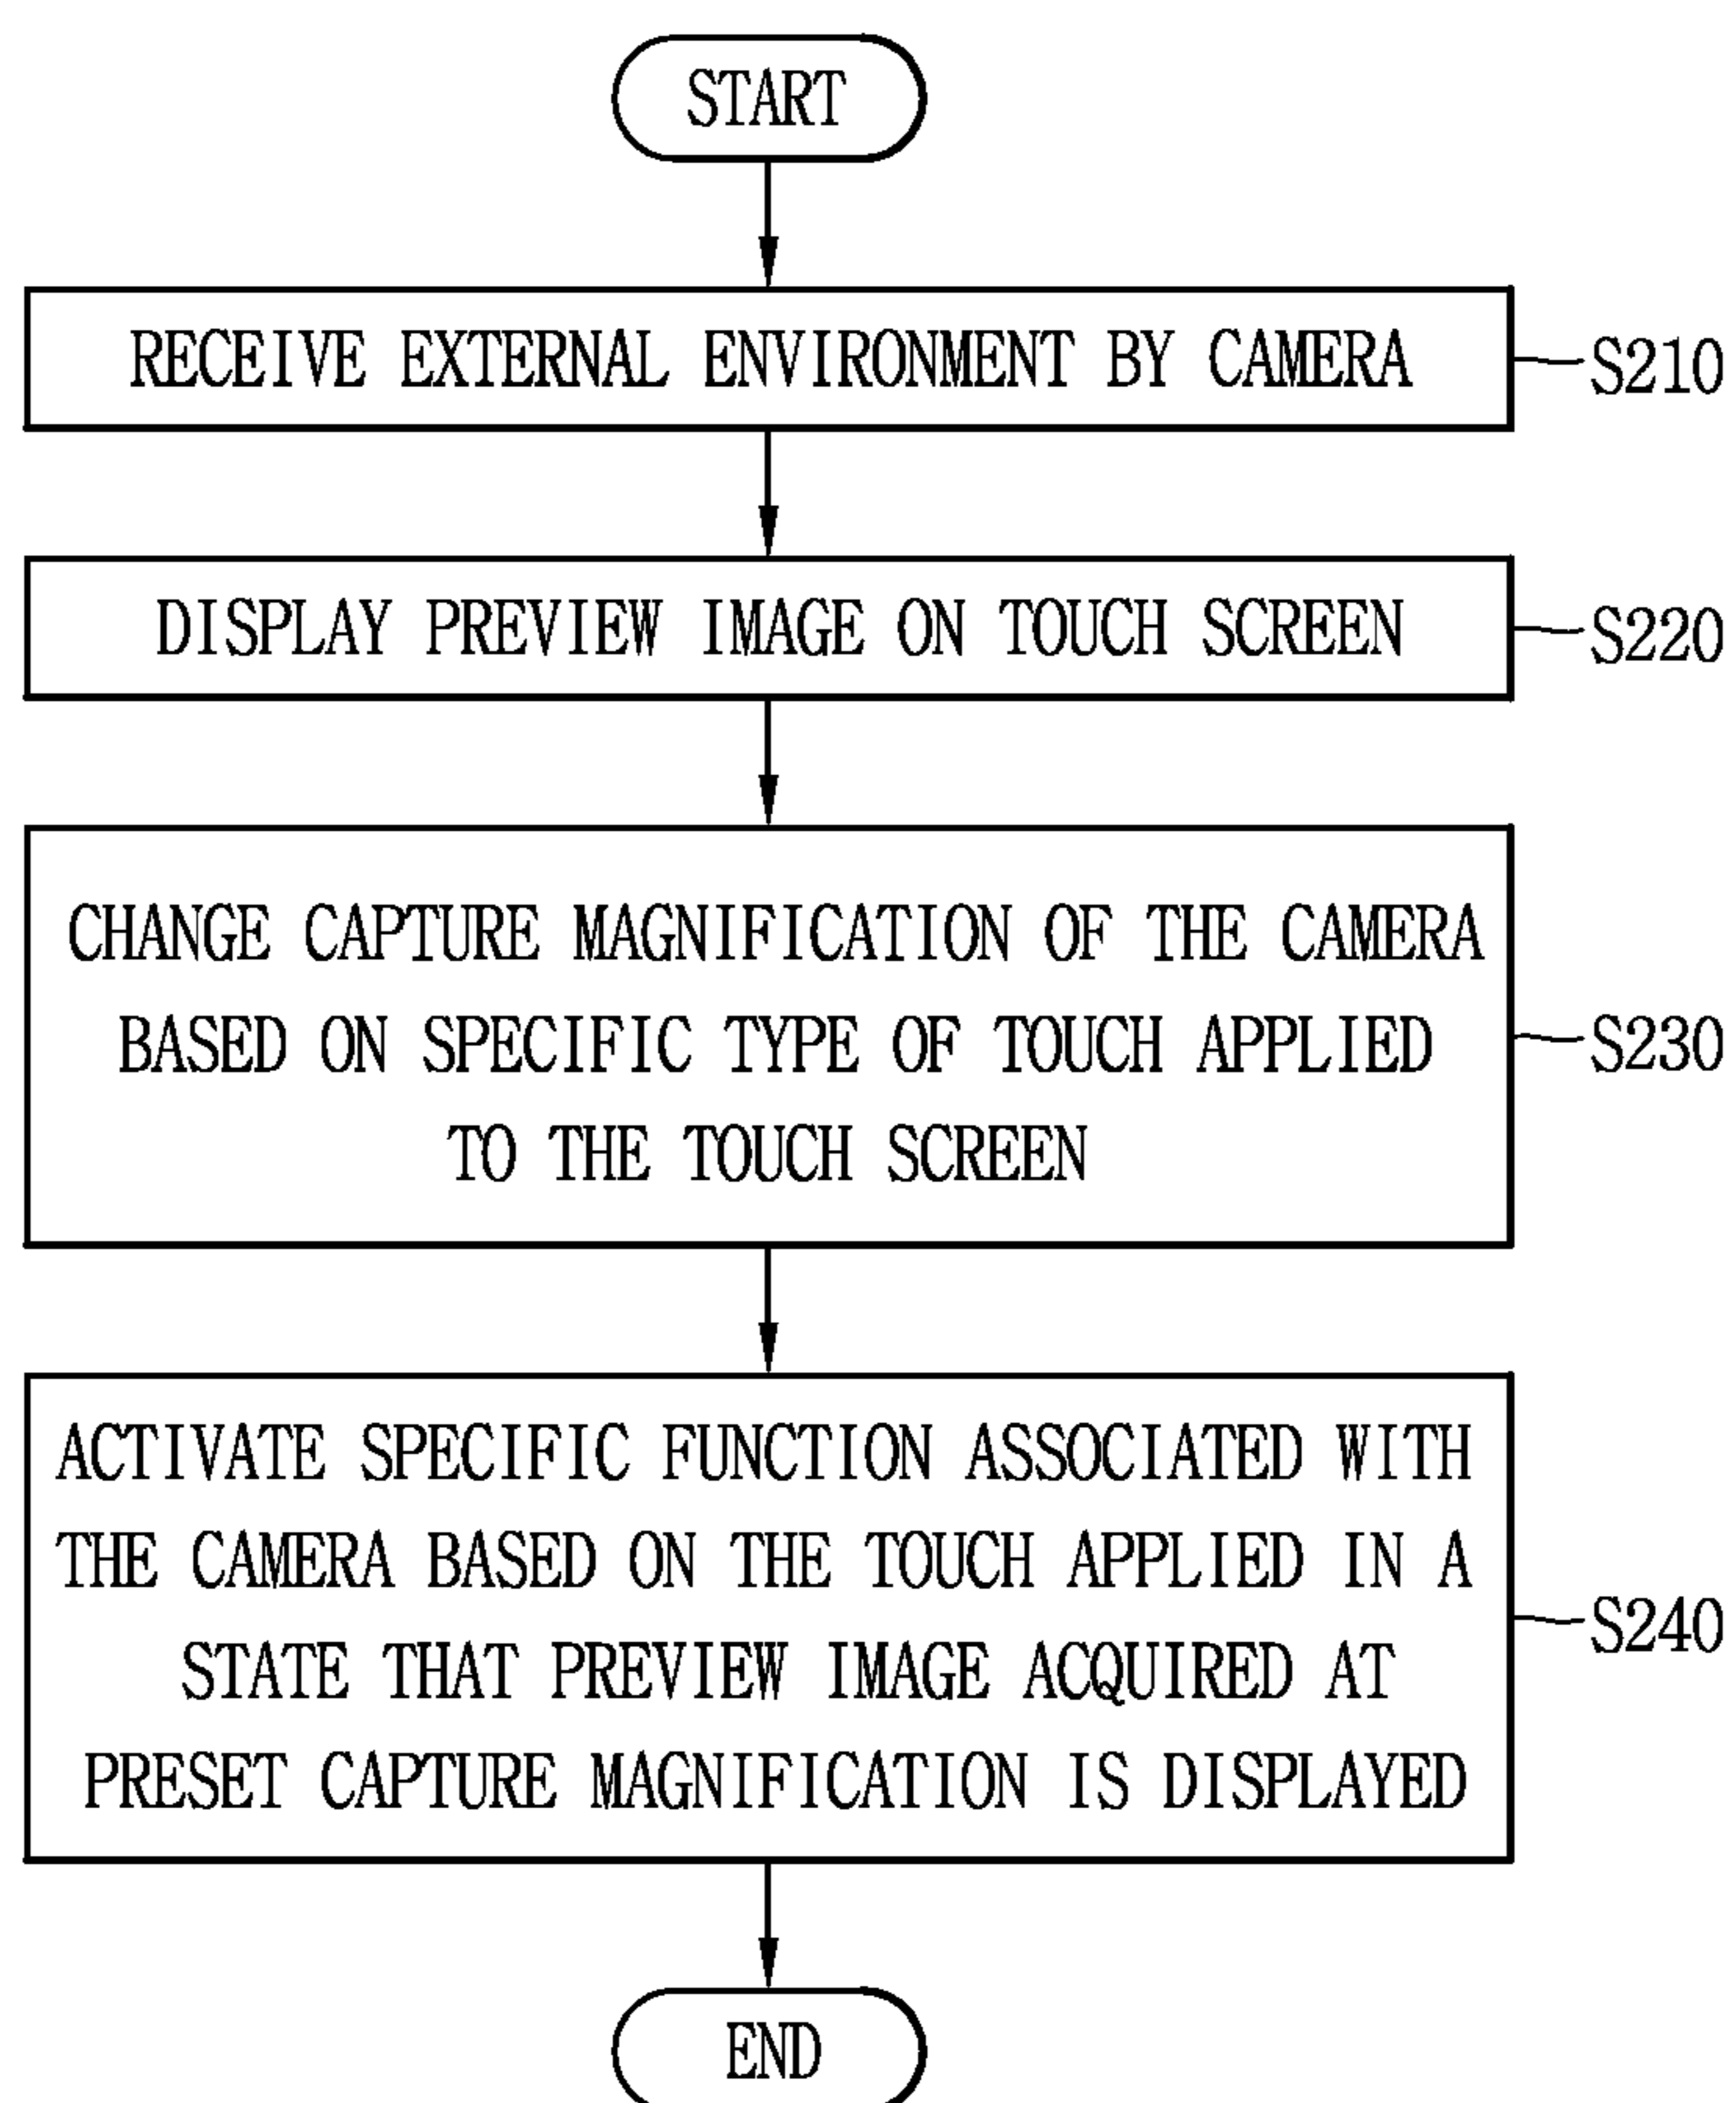 START
RECEIVE EXTERNAL ENVIRONMENT BY CAMERA
S210
DISPLAY PREVIEW IMAGE ON TOUCH SCREEN
S220
CHANGE CAPTURE MAGNIFICATION OF THE CAMERA
BASED ON SPECIFIC TYPE OF TOUCH APPLIED
TO THE TOUCH SCREEN
S230
ACTIVATE SPECIFIC FUNCTION ASSOCIATED WITH
THE CAMERA BASED ON THE TOUCH APPLIED IN A
STATE THAT PREVIEW IMAGE ACQUIRED AT
PRESET CAPTURE MAGNIFICATION IS DISPLAYED
S240
END